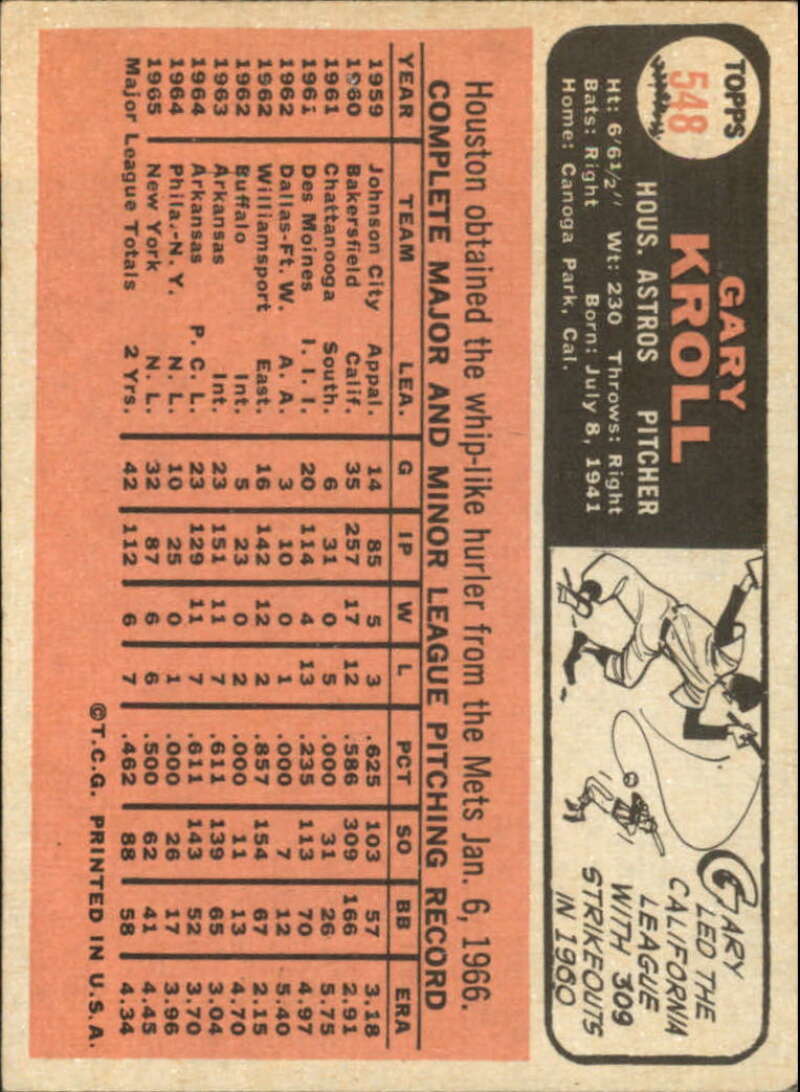 TOPPS
548
GARY
KROLL
HOUS. ASTROS PITCHER
Ht: 6'6½" Wt: 230 Throws: Right
Bats: Right Born: July 8, 1941
Home: Canoga Park, Cal.
GARY
LED THE
CALIFORNIA
LEAGUE
WITH 309
STRIKEOUTS
IN 1960
Houston obtained the whip-like hurler from the Mets Jan. 6, 1966.
COMPLETE MAJOR AND MINOR LEAGUE PITCHING RECORD
YEAR TEAM LEA. G IP W L PCT SO BB ERA
1959 Johnson City Appal. 14 85 5 3 .625 103 57 3.18
1960 Bakersfield Calif. 35 257 17 12 .586 309 166 2.91
1961 Chattanooga South. 6 31 0 5 .000 31 26 5.75
1961 Des Moines I. I. I. 20 114 4 13 .235 113 70 4.97
1962 Dallas-Ft. W. A. A. 3 10 0 1 .000 7 12 5.40
1962 Williamsport East. 16 142 12 2 .857 154 67 2.15
1962 Buffalo Int. 5 23 0 2 .000 11 13 4.70
1963 Arkansas Int. 23 151 11 7 .611 139 65 3.04
1964 Arkansas P. C. L. 23 129 11 7 .611 143 52 3.70
1964 Phila.-N. Y. N. L. 10 25 0 1 .000 26 17 3.96
1965 New York N. L. 32 87 6 6 .500 62 41 4.45
Major League Totals 2 Yrs. 42 112 6 7 .462 88 58 4.34
©T.C.G. PRINTED IN U.S.A.